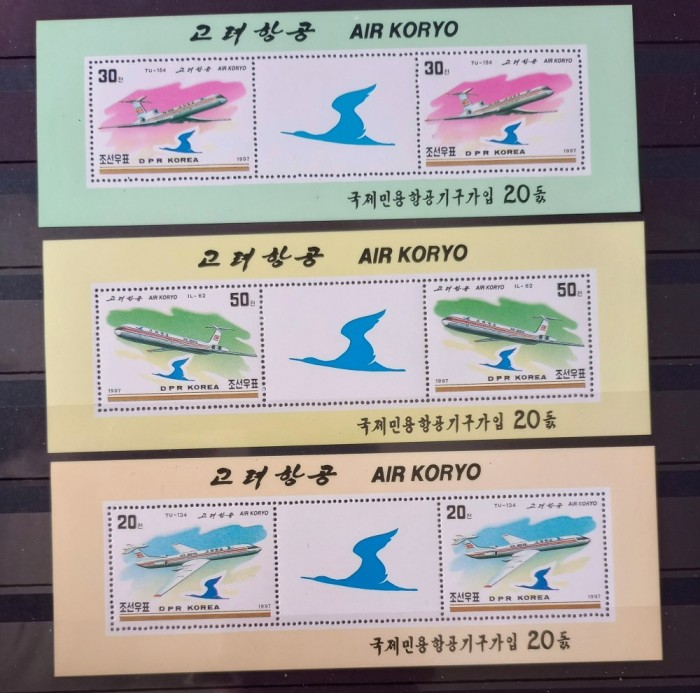 고려항공 AIR KORYO
30전
TU-154 고려항공 AIR KORYO
조선우표 DPR KOREA 1997
30전
TU-154 고려항공 AIR KORYO
조선우표 DPR KOREA 1997
국제민용항공기구가입 20돐
고려항공 AIR KORYO
고려항공 AIR KORYO IL-62 50전
1997 DPR KOREA 조선우표
고려항공 AIR KORYO IL-62 50전
1997 DPR KOREA 조선우표
국제민용항공기구가입 20돐
고려항공 AIR KORYO
20전
TU-134 고려항공 AIR KORYO
조선우표 DPR KOREA 1997
20전
TU-134 고려항공 AIR KORYO
조선우표 DPR KOREA 1997
국제민용항공기구가입 20돐